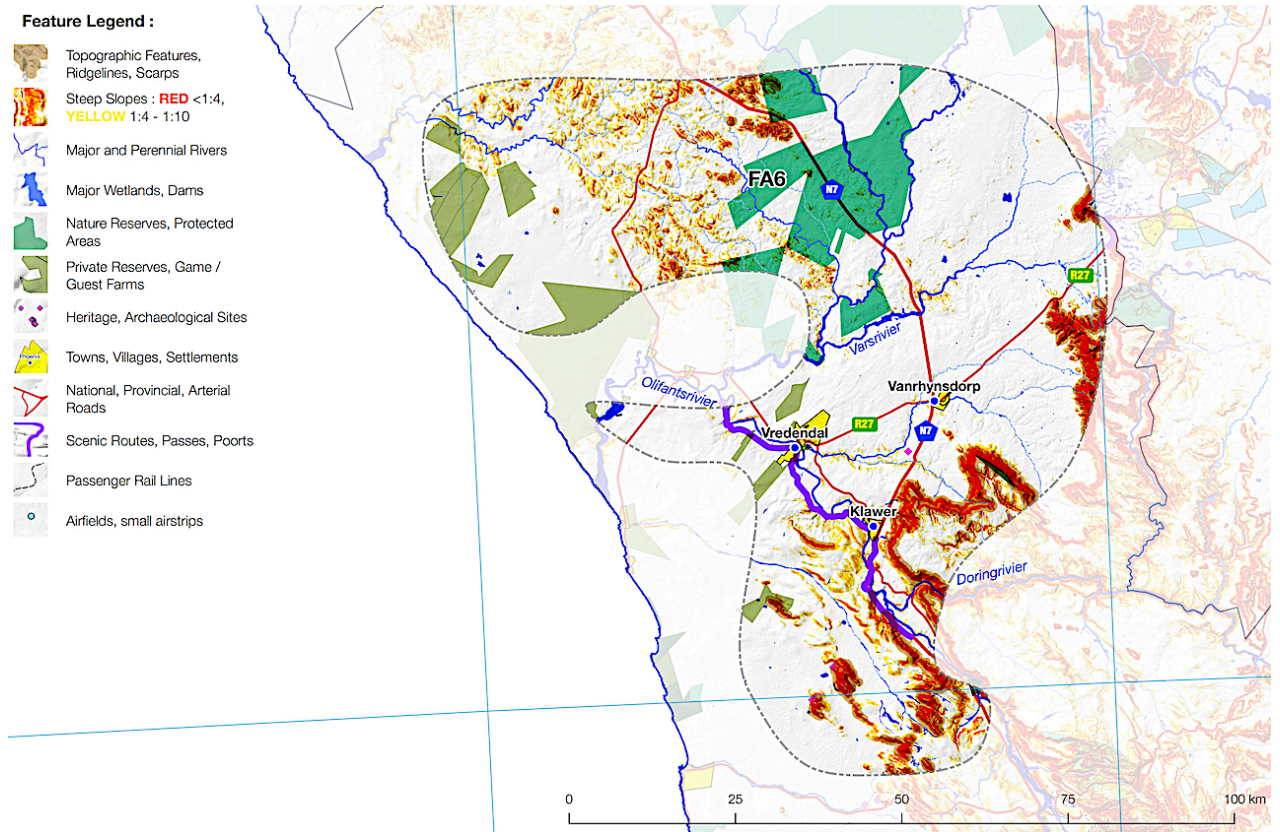 Feature Legend :
Topographic Features,
Ridgelines, Scarps
Steep Slopes : RED <1:4,
YELLOW 1:4 - 1:10
Major and Perennial Rivers
Major Wetlands, Dams
Nature Reserves, Protected
Areas
Private Reserves, Game /
Guest Farms
Heritage, Archaeological Sites
Towns, Villages, Settlements
National, Provincial, Arterial
Roads
Scenic Routes, Passes, Poorts
Passenger Rail Lines
Airfields, small airstrips
FA6
N7
R27
Varsrivier
Olifantsrivier
Vanrhynsdorp
R27
Vredendal
N7
Klawer
Doringrivier
0
25
50
75
100 km